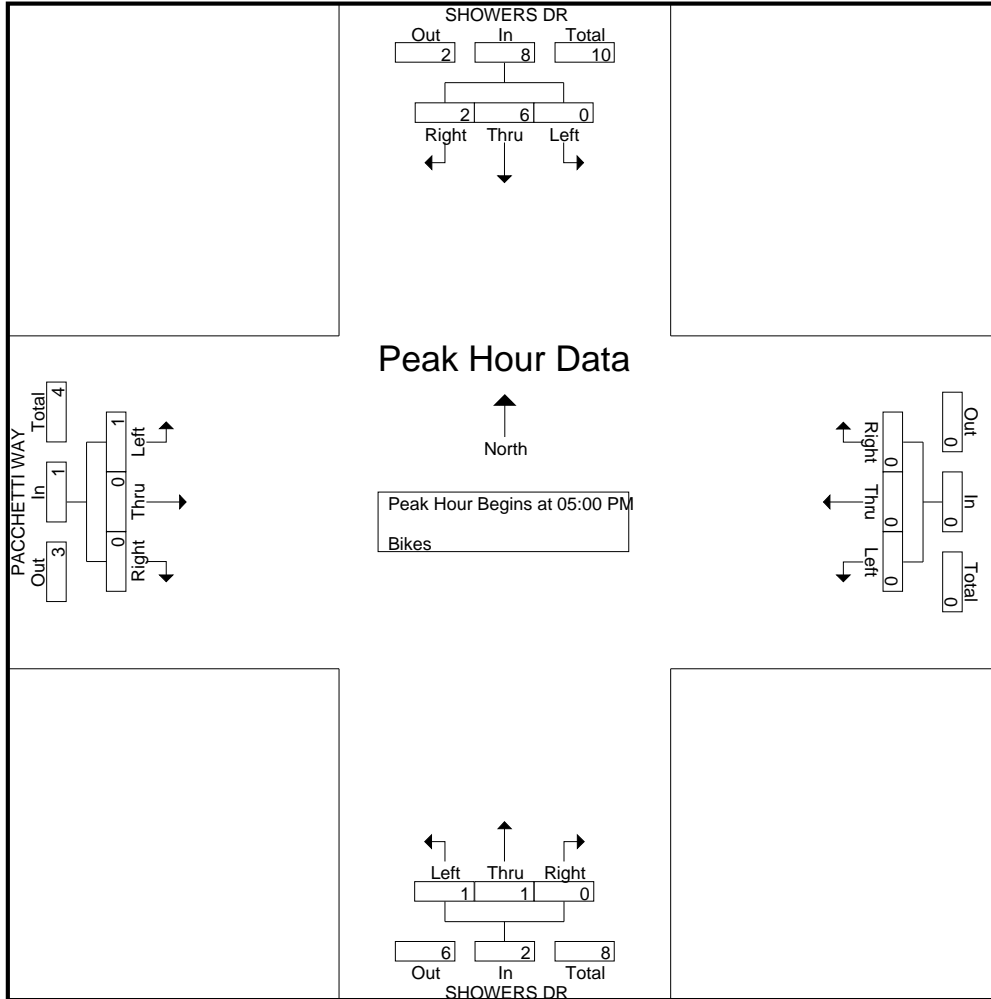 SHOWERS DR
Out In Total
2 8 10
2 6 0
Right Thru Left
Peak Hour Data
North
Peak Hour Begins at 05:00 PM
Bikes
PACCHETTI WAY
Total In Out
4 1 3
1 0 0
Left Thru Right
Out In Total
0 0 0
Right Thru Left
0 0 0
Left Thru Right
1 1 0
6 2 8
Out In Total
SHOWERS DR